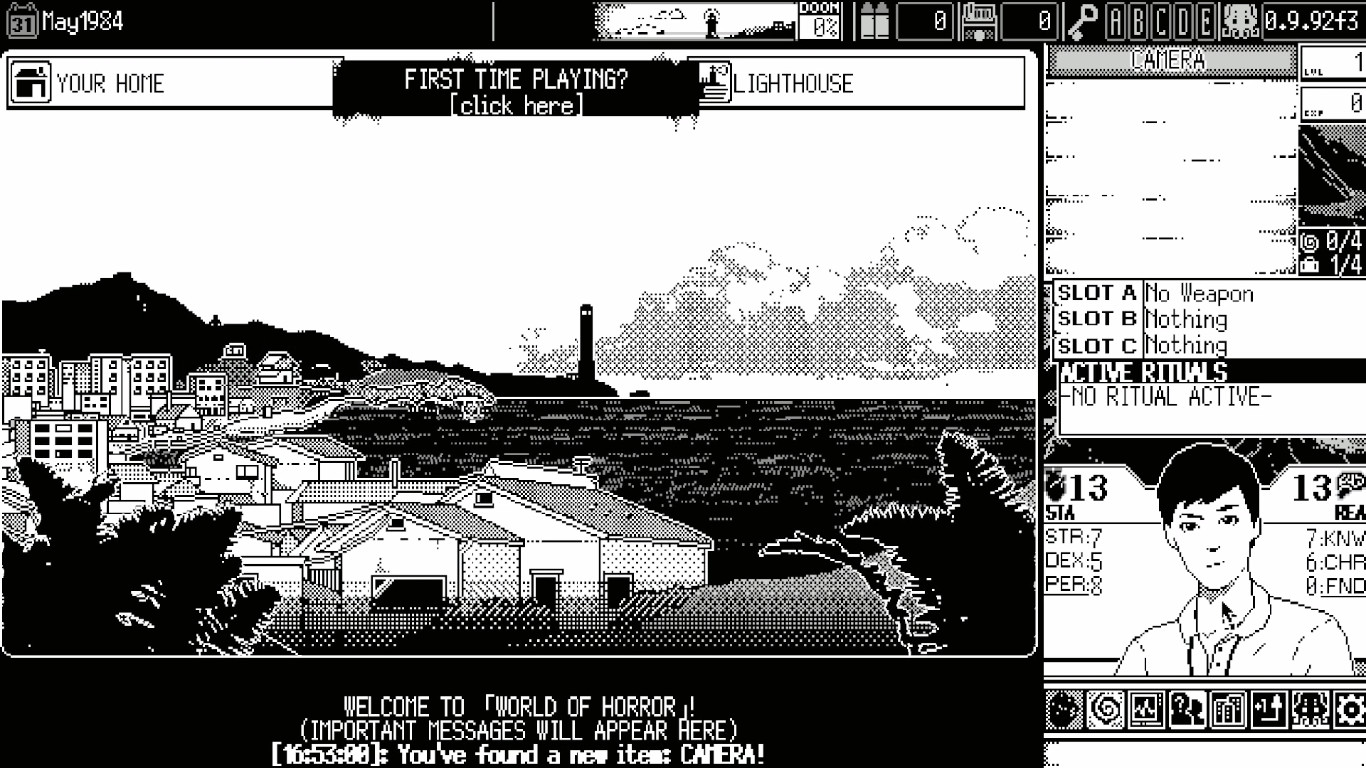 31 May1984
DOOM
0%
0
0
A B C D E
0.9.92f3
YOUR HOME
FIRST TIME PLAYING?
[click here]
LIGHTHOUSE
CAMERA
LVL 1
EXP 0
0/4
1/4
SLOT A No Weapon
SLOT B Nothing
SLOT C Nothing
ACTIVE RITUALS
-NO RITUAL ACTIVE-
13 13
STA REA
STR:7 7:KNW
DEX:5 6:CHR
PER:8 0:FND
WELCOME TO 「WORLD OF HORROR」!
(IMPORTANT MESSAGES WILL APPEAR HERE)
[16:53:00]: You've found a new item: CAMERA!